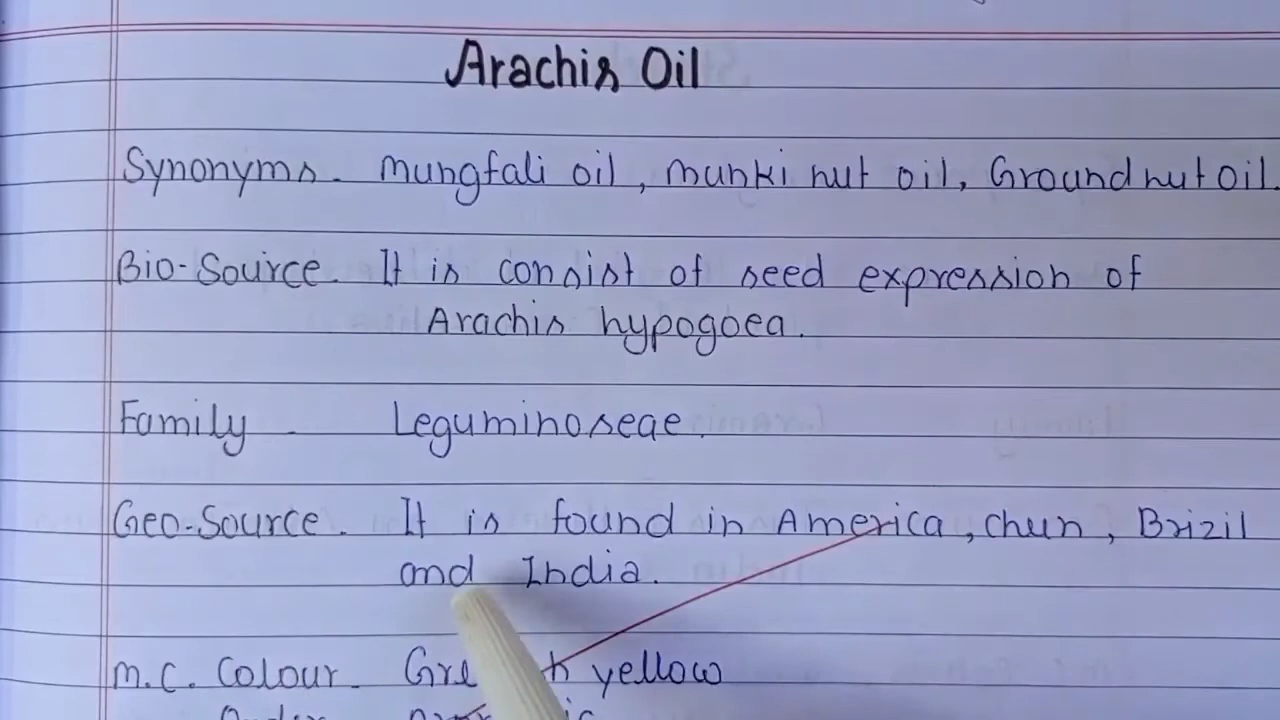 Arachis Oil
Synonyms - Mungfali oil, Munki nut oil, Groundnut oil.
Bio-Source. It is consist of seed expression of
Arachis hypogoea.
Family - Leguminoseae.
Geo-Source. It is found in America, chun, Brizil
and India.
M.C. Colour - yellow